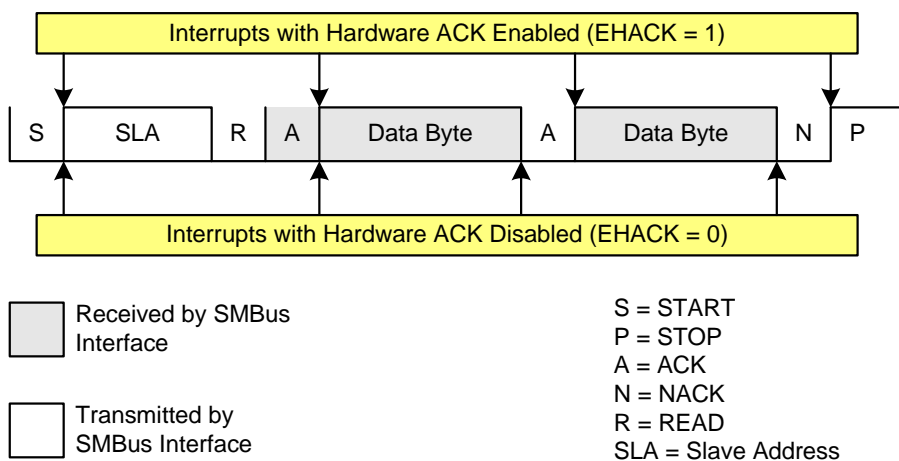 Interrupts with Hardware ACK Enabled (EHACK = 1)
S SLA R A Data Byte A Data Byte N P
Interrupts with Hardware ACK Disabled (EHACK = 0)
Received by SMBus
Interface
Transmitted by
SMBus Interface
S = START
P = STOP
A = ACK
N = NACK
R = READ
SLA = Slave Address